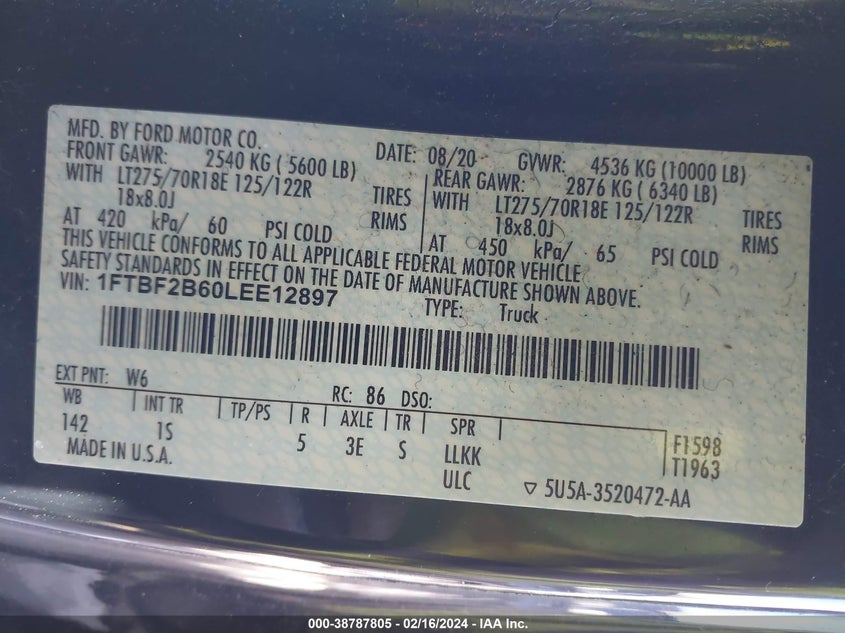 MFD. BY FORD MOTOR CO.
DATE: 08/20
GVWR: 4536 KG (10000 LB)
FRONT GAWR: 2540 KG ( 5600 LB)
WITH LT275/70R18E 125/122R TIRES
18x8.0J RIMS
AT 420 kPa/ 60 PSI COLD
REAR GAWR: 2876 KG ( 6340 LB)
WITH LT275/70R18E 125/122R TIRES
18x8.0J RIMS
AT 450 kPa/ 65 PSI COLD
THIS VEHICLE CONFORMS TO ALL APPLICABLE FEDERAL MOTOR VEHICLE
SAFETY STANDARDS IN EFFECT ON THE DATE OF MANUFACTURE SHOWN ABOVE.
VIN: 1FTBF2B60LEE12897
TYPE: Truck
EXT PNT: W6 RC: 86 DSO:
WB INT TR TP/PS R AXLE TR SPR
142 1S 5 3E S LLKK
ULC
F1598
T1963
MADE IN U.S.A.
▽ 5U5A-3520472-AA
000-38787805 - 02/16/2024 - IAA Inc.